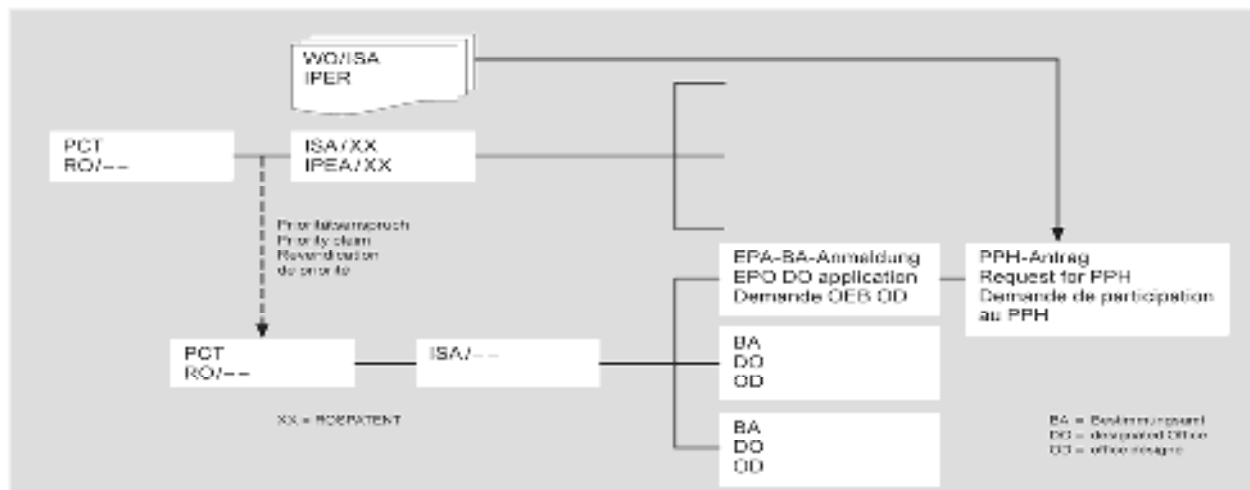 WO/ISA
IPER
PCT
RO/––
ISA/XX
IPEA/XX
Prioritätsanspruch
Priority claim
Revendication
de priorité
EPA-BA-Anmeldung
EPO DO application
Demande OEB OD
PPH-Antrag
Request for PPH
Demande de participation
au PPH
PCT
RO/––
ISA/––
BA
DO
OD
BA
DO
OD
XX = ROSPATENT
BA = Bestimmungsamt
DO = designated Office
OD = office désigné